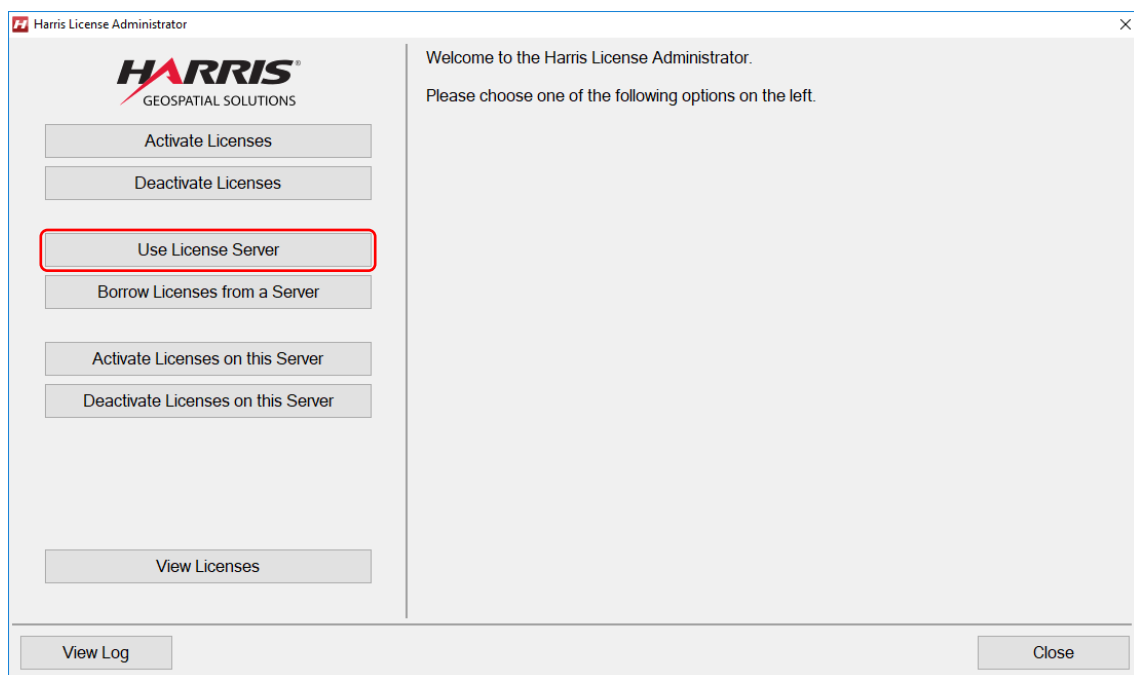 Harris License Administrator
HARRIS®
GEOSPATIAL SOLUTIONS
Activate Licenses
Deactivate Licenses
Use License Server
Borrow Licenses from a Server
Activate Licenses on this Server
Deactivate Licenses on this Server
View Licenses
Welcome to the Harris License Administrator.
Please choose one of the following options on the left.
View Log
Close